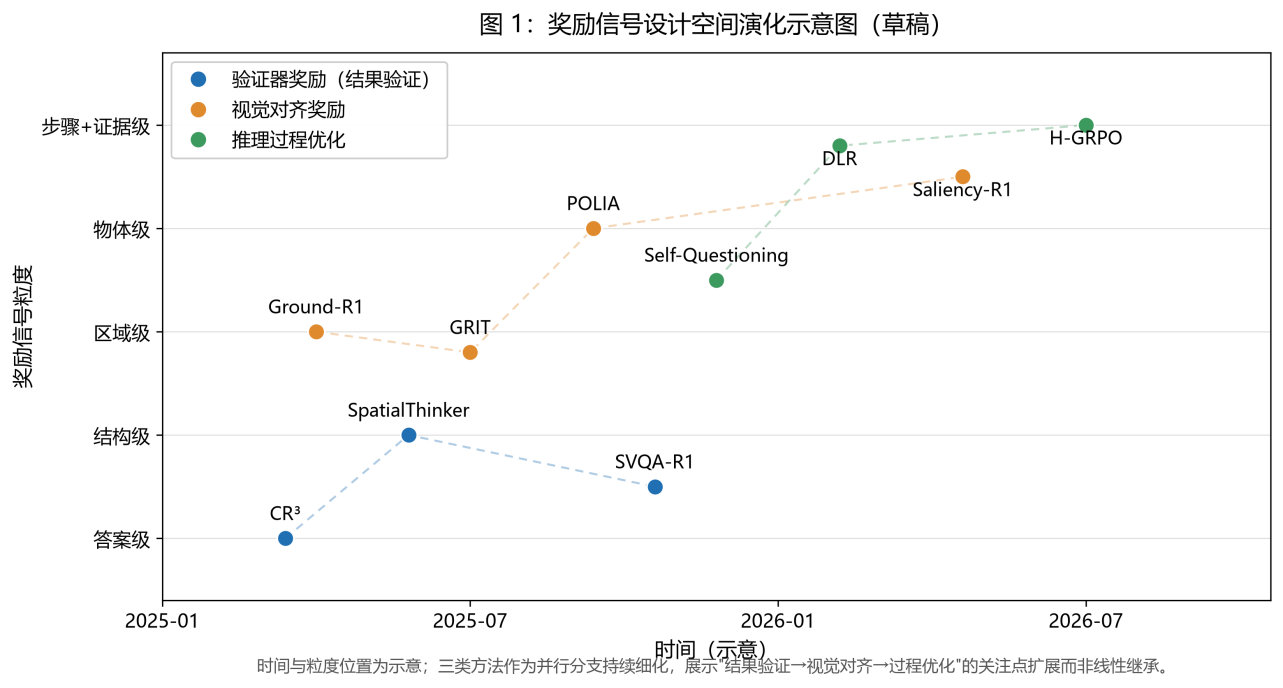 图 1：奖励信号设计空间演化示意图（草稿）
验证器奖励（结果验证）
视觉对齐奖励
推理过程优化
步骤+证据级
物体级
区域级
结构级
答案级
奖励信号粒度
H-GRPO
DLR
Saliency-R1
POLIA
Self-Questioning
Ground-R1
GRIT
SpatialThinker
SVQA-R1
CR³
2025-01
2025-07
2026-01
2026-07
时间（示意）
时间与粒度位置为示意；三类方法作为并行分支持续细化，展示"结果验证→视觉对齐→过程优化"的关注点扩展而非线性继承。